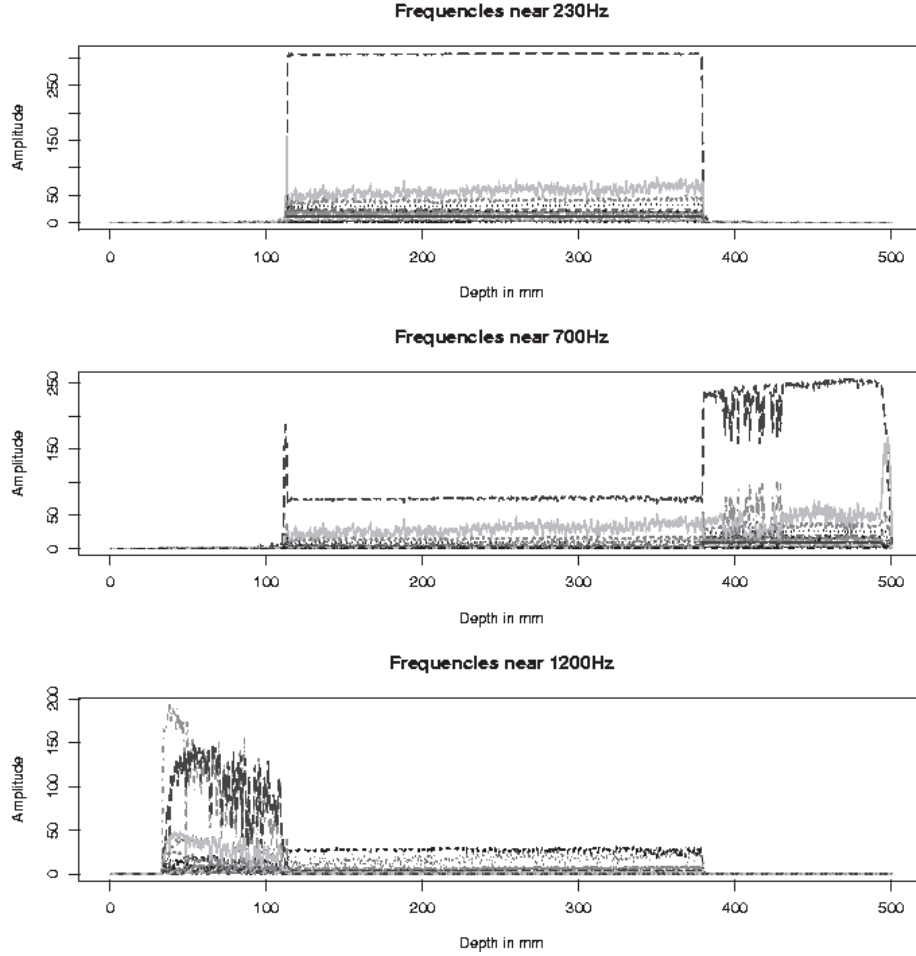 Frequencies near 230Hz
Amplitude
250
150
50
0
0 100 200 300 400 500
Depth in mm
Frequencies near 700Hz
Amplitude
250
150
50
0
0 100 200 300 400 500
Depth in mm
Frequencies near 1200Hz
Amplitude
200
150
100
50
0
0 100 200 300 400 500
Depth in mm